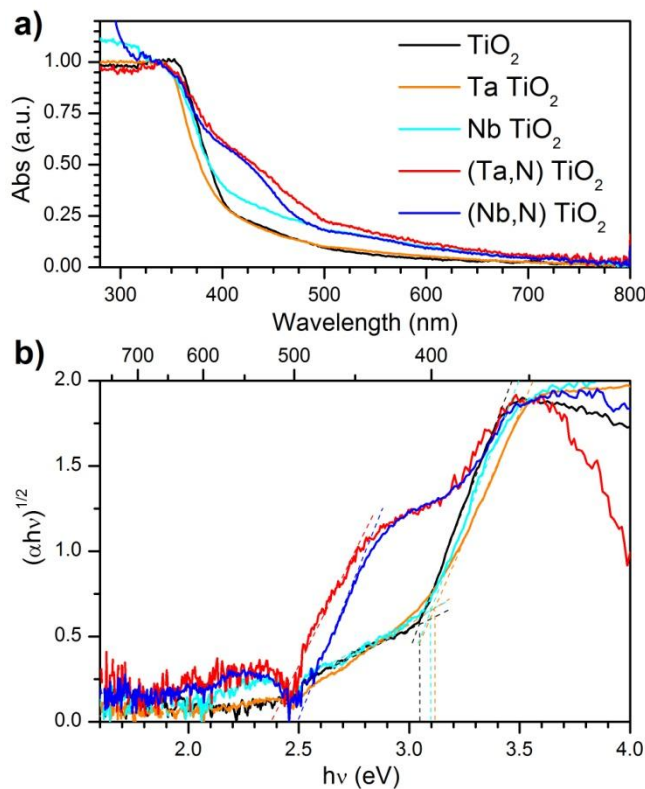 a)
1.00
0.75
0.50
0.25
0.00
Abs (a.u.)
TiO₂
Ta TiO₂
Nb TiO₂
(Ta,N) TiO₂
(Nb,N) TiO₂
300 400 500 600 700 800
Wavelength (nm)
b)
700 600 500 400
2.0
1.5
1.0
0.5
0.0
(αhν)^1/2
2.0 2.5 3.0 3.5 4.0
hν (eV)